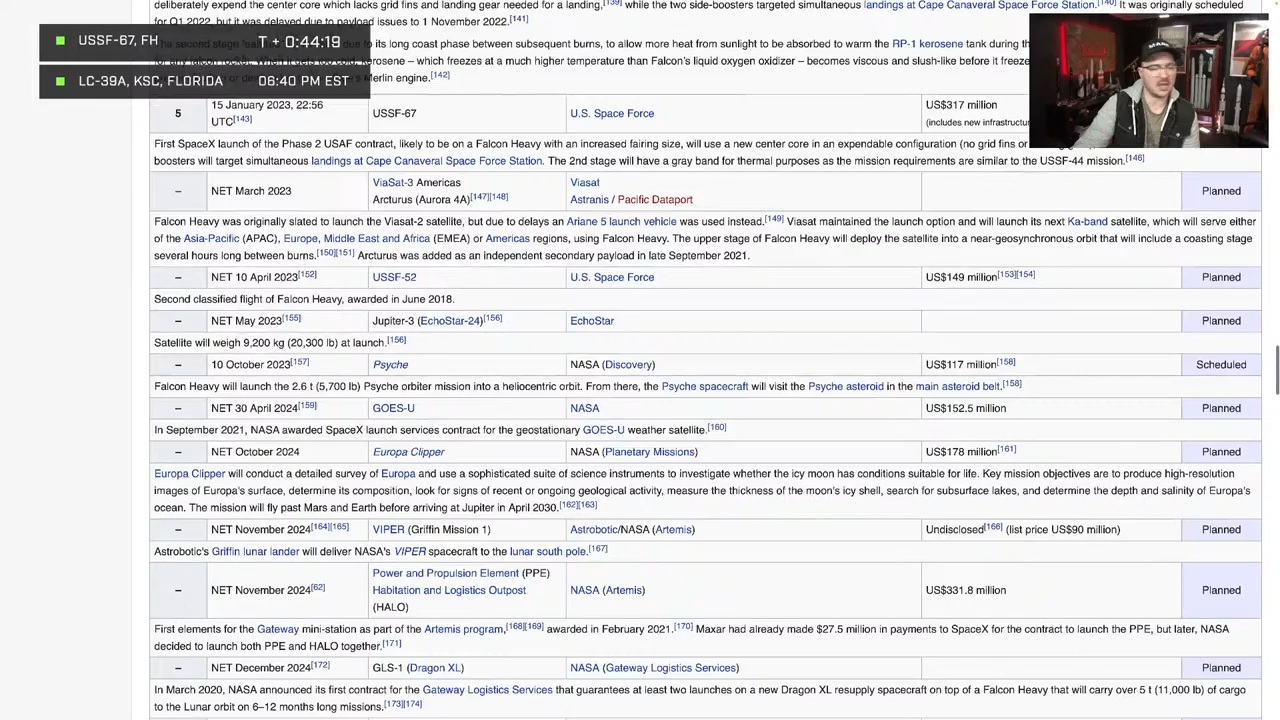 deliberately expend the center core which lacks grid fins and landing gear needed for a landing,[139] while the two side-boosters targeted simultaneous landings at Cape Canaveral Space Force Station.[140] It was originally scheduled
for Q1 2022, but it was delayed due to payload issues to 1 November 2022.[141]
USSF-67, FH T + 0:44:19
due to its long coast phase between subsequent burns, to allow more heat from sunlight to be absorbed to warm the RP-1 kerosene tank during the
kerosene – which freezes at a much higher temperature than Falcon's liquid oxygen oxidizer – becomes viscous and slush-like before it freeze
LC-39A, KSC, FLORIDA 06:40 PM EST
Merlin engine.[142]
5 15 January 2023, 22:56 UTC[143] USSF-67 U.S. Space Force US$317 million
(includes new infrastructur
First SpaceX launch of the Phase 2 USAF contract, likely to be on a Falcon Heavy with an increased fairing size, will use a new center core in an expendable configuration (no grid fins or
boosters will target simultaneous landings at Cape Canaveral Space Force Station. The 2nd stage will have a gray band for thermal purposes as the mission requirements are similar to the USSF-44 mission.[146]
– NET March 2023 ViaSat-3 Americas Viasat Planned
Arcturus (Aurora 4A)[147][148] Astranis / Pacific Dataport
Falcon Heavy was originally slated to launch the Viasat-2 satellite, but due to delays an Ariane 5 launch vehicle was used instead.[149] Viasat maintained the launch option and will launch its next Ka-band satellite, which will serve either
of the Asia-Pacific (APAC), Europe, Middle East and Africa (EMEA) or Americas regions, using Falcon Heavy. The upper stage of Falcon Heavy will deploy the satellite into a near-geosynchronous orbit that will include a coasting stage
several hours long between burns.[150][151] Arcturus was added as an independent secondary payload in late September 2021.
– NET 10 April 2023[152] USSF-52 U.S. Space Force US$149 million[153][154] Planned
Second classified flight of Falcon Heavy, awarded in June 2018.
– NET May 2023[155] Jupiter-3 (EchoStar-24)[156] EchoStar Planned
Satellite will weigh 9,200 kg (20,300 lb) at launch.[156]
– 10 October 2023[157] Psyche NASA (Discovery) US$117 million[158] Scheduled
Falcon Heavy will launch the 2.6 t (5,700 lb) Psyche orbiter mission into a heliocentric orbit. From there, the Psyche spacecraft will visit the Psyche asteroid in the main asteroid belt.[158]
– NET 30 April 2024[159] GOES-U NASA US$152.5 million Planned
In September 2021, NASA awarded SpaceX launch services contract for the geostationary GOES-U weather satellite.[160]
– NET October 2024 Europa Clipper NASA (Planetary Missions) US$178 million[161] Planned
Europa Clipper will conduct a detailed survey of Europa and use a sophisticated suite of science instruments to investigate whether the icy moon has conditions suitable for life. Key mission objectives are to produce high-resolution
images of Europa's surface, determine its composition, look for signs of recent or ongoing geological activity, measure the thickness of the moon's icy shell, search for subsurface lakes, and determine the depth and salinity of Europa's
ocean. The mission will fly past Mars and Earth before arriving at Jupiter in April 2030.[162][163]
– NET November 2024[164][165] VIPER (Griffin Mission 1) Astrobotic/NASA (Artemis) Undisclosed[166] (list price US$90 million) Planned
Astrobotic's Griffin lunar lander will deliver NASA's VIPER spacecraft to the lunar south pole.[167]
– NET November 2024[62] Power and Propulsion Element (PPE) NASA (Artemis) US$331.8 million Planned
Habitation and Logistics Outpost
(HALO)
First elements for the Gateway mini-station as part of the Artemis program,[168][169] awarded in February 2021.[170] Maxar had already made $27.5 million in payments to SpaceX for the contract to launch the PPE, but later, NASA
decided to launch both PPE and HALO together.[171]
– NET December 2024[172] GLS-1 (Dragon XL) NASA (Gateway Logistics Services) Planned
In March 2020, NASA announced its first contract for the Gateway Logistics Services that guarantees at least two launches on a new Dragon XL resupply spacecraft on top of a Falcon Heavy that will carry over 5 t (11,000 lb) of cargo
to the Lunar orbit on 6–12 months long missions.[173][174]